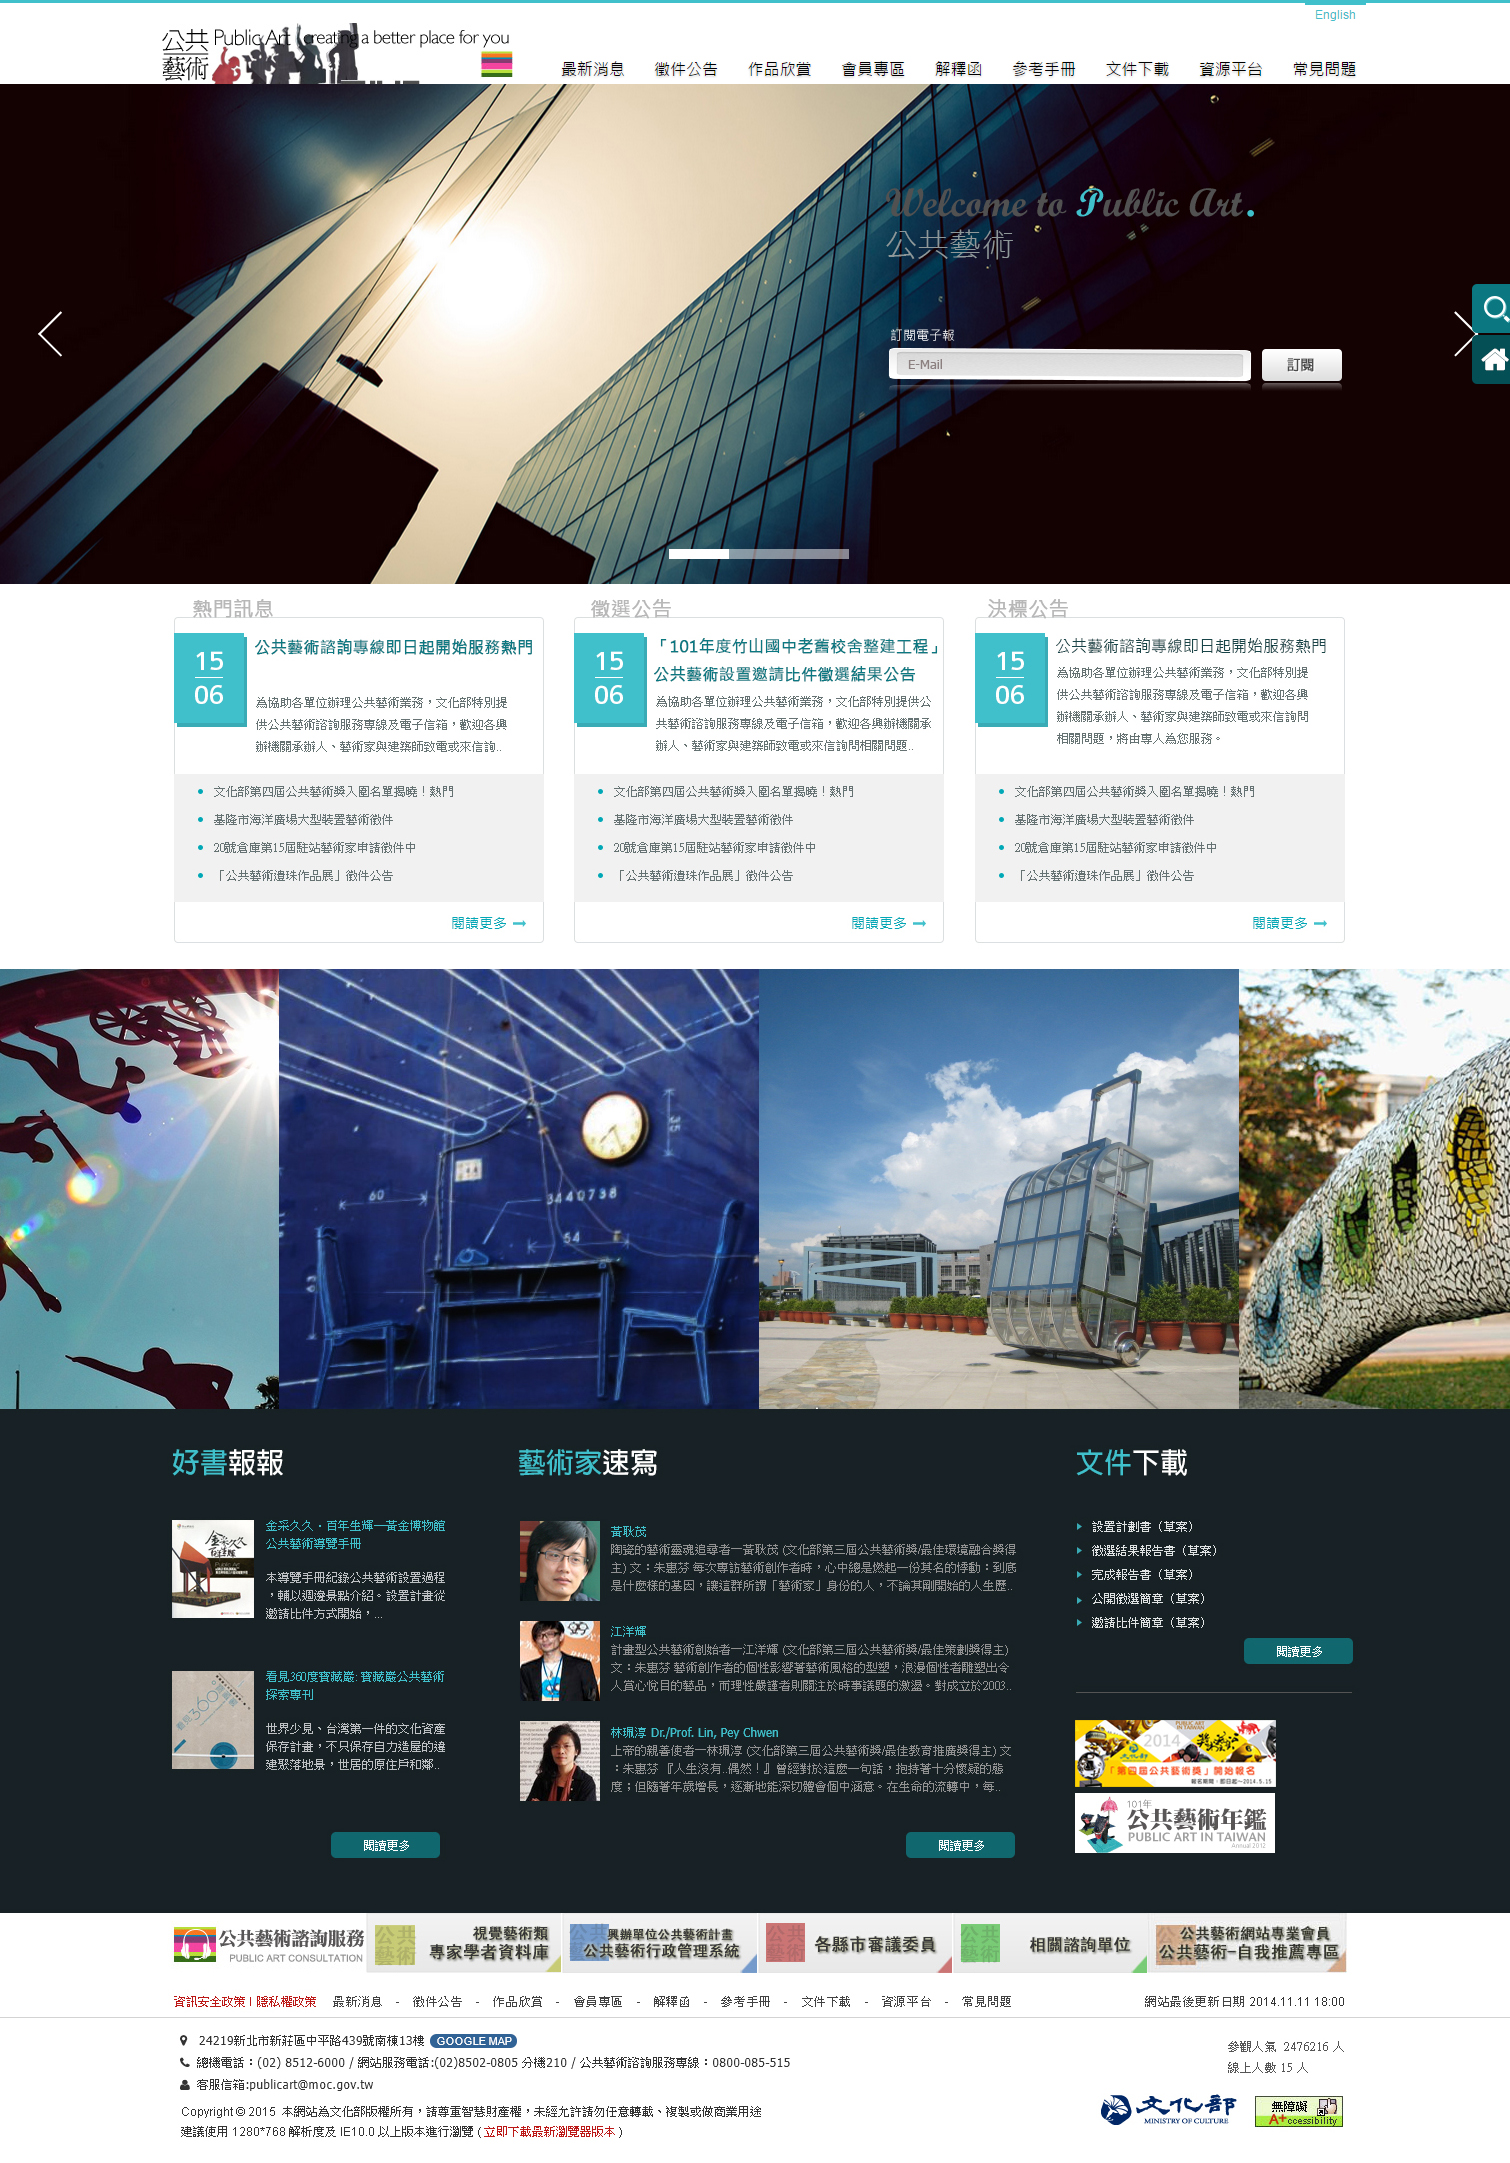 English
公共藝術 Public Art creating a better place for you
最新消息 徵件公告 作品欣賞 會員專區 解釋函 參考手冊 文件下載 資源平台 常見問題
Welcome to Public Art.
公共藝術
訂閱電子報
E-Mail 訂閱
熱門訊息
15
06
公共藝術諮詢專線即日起開始服務熱門
為協助各單位辦理公共藝術業務，文化部特別提
供公共藝術諮詢服務專線及電子信箱，歡迎各興
辦機關承辦人、藝術家與建築師致電或來信詢..
文化部第四屆公共藝術獎入圍名單揭曉！熱門
基隆市海洋廣場大型裝置藝術徵件
20號倉庫第15屆駐站藝術家申請徵件中
「公共藝術遺珠作品展」徵件公告
閱讀更多
徵選公告
15
06
「101年度竹山國中老舊校舍整建工程」
公共藝術設置邀請比件徵選結果公告
為協助各單位辦理公共藝術業務，文化部特別提供公
共藝術諮詢服務專線及電子信箱，歡迎各興辦機關承
辦人、藝術家與建築師致電或來信詢問相關問題..
文化部第四屆公共藝術獎入圍名單揭曉！熱門
基隆市海洋廣場大型裝置藝術徵件
20號倉庫第15屆駐站藝術家申請徵件中
「公共藝術遺珠作品展」徵件公告
閱讀更多
決標公告
15
06
公共藝術諮詢專線即日起開始服務熱門
為協助各單位辦理公共藝術業務，文化部特別提
供公共藝術諮詢服務專線及電子信箱，歡迎各興
辦機關承辦人、藝術家與建築師致電或來信詢問
相關問題，將由專人為您服務。
文化部第四屆公共藝術獎入圍名單揭曉！熱門
基隆市海洋廣場大型裝置藝術徵件
20號倉庫第15屆駐站藝術家申請徵件中
「公共藝術遺珠作品展」徵件公告
閱讀更多
60
3440738
54
好書報報
金采久久・百年坐輝—黃金博物館
公共藝術導覽手冊
本導覽手冊紀錄公共藝術設置過程
，輔以週邊景點介紹。設置計畫從
邀請比件方式開始，...
看見360度寶藏巖: 寶藏巖公共藝術
探索專刊
世界少見、台灣第一件的文化資產
保存計畫，不只保存自力造屋的違
建聚落地景，世居的原住戶和鄰..
閱讀更多
藝術家速寫
黃耿茂
陶瓷的藝術靈魂追尋者—黃耿茂 (文化部第三屆公共藝術獎/最佳環境融合獎得
主) 文：朱惠芬 每次專訪藝術創作者時，心中總是燃起一份莫名的悸動：到底
是什麼樣的基因，讓這群所謂「藝術家」身份的人，不論其剛開始的人生歷..
江洋輝
計畫型公共藝術創始者—江洋輝 (文化部第三屆公共藝術獎/最佳策劃獎得主)
文：朱惠芬 藝術創作者的個性影響著藝術風格的型塑，浪漫個性者雕塑出令
人賞心悅目的藝品，而理性嚴謹者則關注於時事議題的激盪。對成立於2003..
林珮淳 Dr./Prof. Lin, Pey Chwen
上帝的親善使者—林珮淳 (文化部第三屆公共藝術獎/最佳教育推廣獎得主) 文
：朱惠芬 『人生沒有..偶然！』曾經對於這麼一句話，抱持著十分懷疑的態
度；但隨著年歲增長，逐漸地能深切體會個中涵意。在生命的流轉中，每..
閱讀更多
文件下載
設置計劃書（草案）
徵選結果報告書（草案）
完成報告書（草案）
公開徵選簡章（草案）
邀請比件簡章（草案）
閱讀更多
PUBLIC ART IN TAIWAN
2014
「第四屆公共藝術獎」開始報名
報名期間：即日起~2014.5.15
101年
公共藝術年鑑
PUBLIC ART IN TAIWAN
Annual 2012
公共藝術諮詢服務
PUBLIC ART CONSULTATION
視覺藝術類
專家學者資料庫
興辦單位公共藝術計畫
公共藝術行政管理系統
各縣市審議委員
相關諮詢單位
公共藝術網站專業會員
公共藝術-自我推薦專區
資訊安全政策 | 隱私權政策 最新消息 - 徵件公告 - 作品欣賞 - 會員專區 - 解釋函 - 參考手冊 - 文件下載 - 資源平台 - 常見問題 網站最後更新日期 2014.11.11 18:00
24219新北市新莊區中平路439號南棟13樓 GOOGLE MAP
總機電話：(02) 8512-6000 / 網站服務電話:(02)8502-0805 分機210 / 公共藝術諮詢服務專線：0800-085-515
客服信箱:publicart@moc.gov.tw
Copyright © 2015 本網站為文化部版權所有，請尊重智慧財產權，未經允許請勿任意轉載、複製或做商業用途
建議使用 1280*768 解析度及 IE10.0 以上版本進行瀏覽 ( 立即下載最新瀏覽器版本 )
參觀人氣 2476216 人
線上人數 15 人
文化部
MINISTRY OF CULTURE
無障礙
A+ccessibility